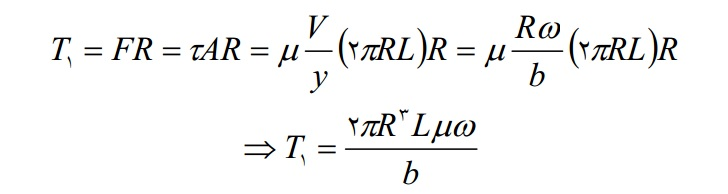 T₁ = FR = τAR = μ V/y (۲πRL)R = μ Rω/b (۲πRL)R
⇒ T₁ = ۲πR³Lμω/b